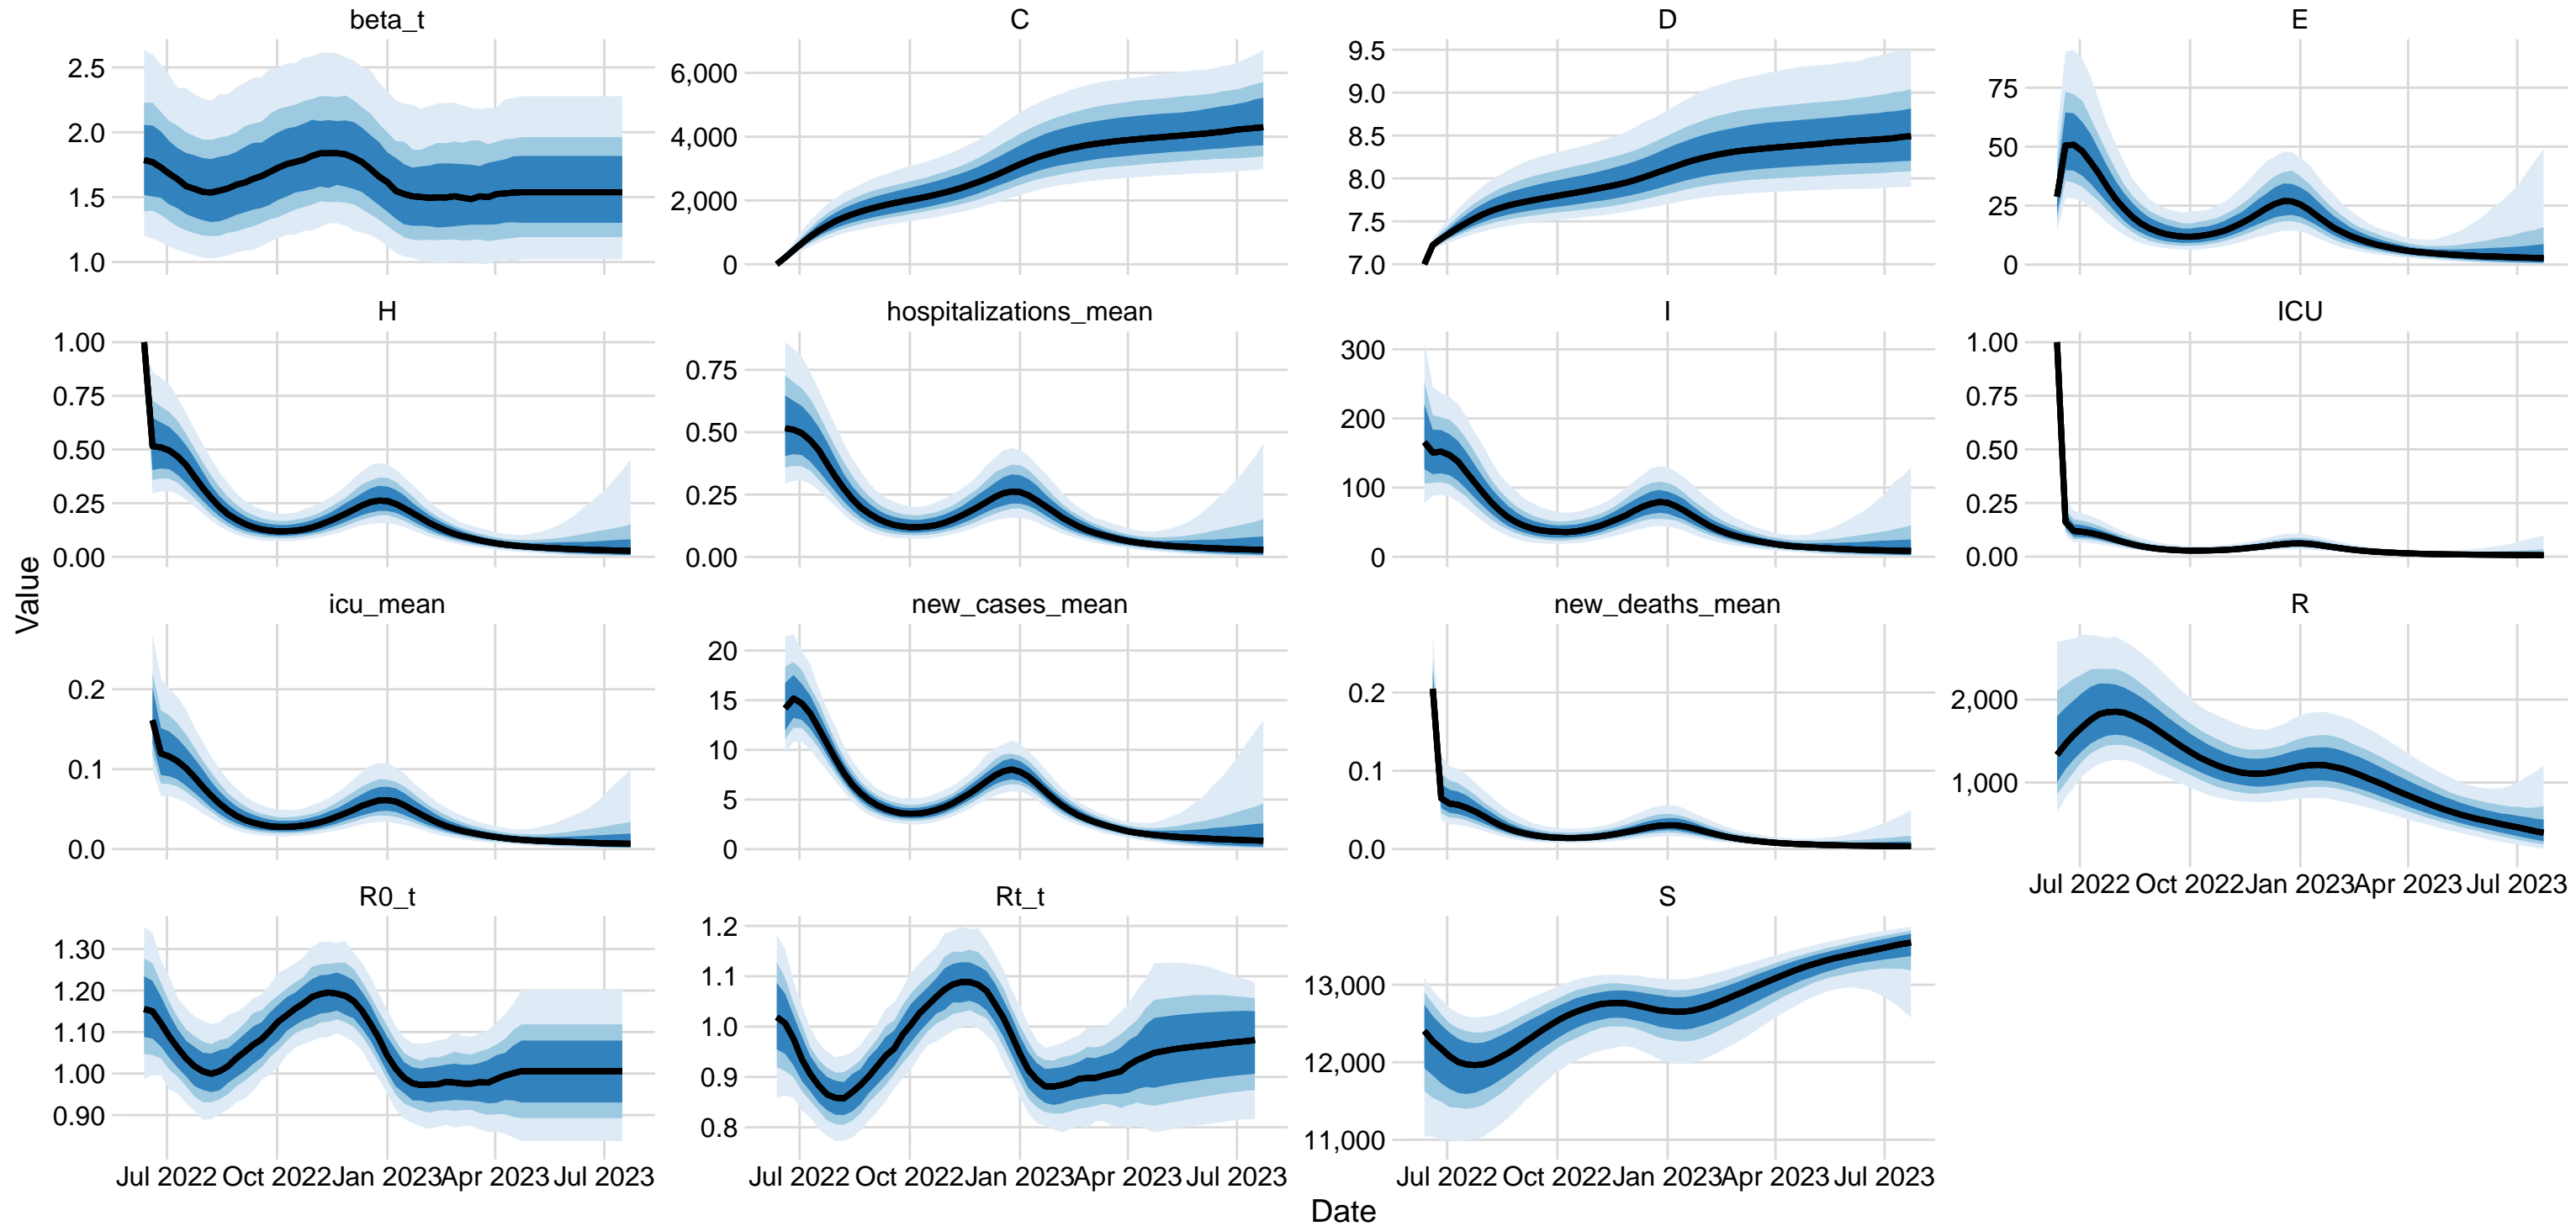 beta_t
C
D
E
2.5
2.0
1.5
1.0
6,000
4,000
2,000
0
9.5
9.0
8.5
8.0
7.5
7.0
75
50
25
0
H
hospitalizations_mean
I
ICU
1.00
0.75
0.50
0.25
0.00
0.75
0.50
0.25
0.00
300
200
100
0
1.00
0.75
0.50
0.25
0.00
Value
icu_mean
new_cases_mean
new_deaths_mean
R
0.2
0.1
0.0
20
15
10
5
0
0.2
0.1
0.0
2,000
1,000
Jul 2022 Oct 2022 Jan 2023 Apr 2023 Jul 2023
R0_t
Rt_t
S
1.30
1.20
1.10
1.00
0.90
1.2
1.1
1.0
0.9
0.8
13,000
12,000
11,000
Jul 2022 Oct 2022 Jan 2023 Apr 2023 Jul 2023
Jul 2022 Oct 2022 Jan 2023 Apr 2023 Jul 2023
Jul 2022 Oct 2022 Jan 2023 Apr 2023 Jul 2023
Date